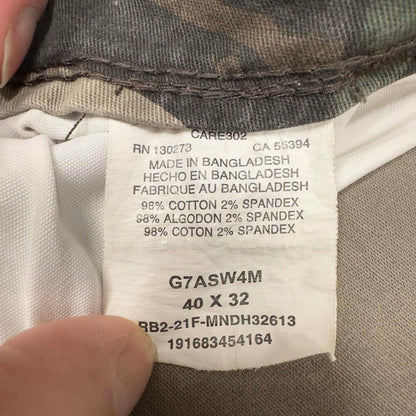 CARE302
RN 130273 CA 55394
MADE IN BANGLADESH
HECHO EN BANGLADESH
FABRIQUE AU BANGLADESH
98% COTTON 2% SPANDEX
98% ALGODON 2% SPANDEX
98% COTON 2% SPANDEX
G7ASW4M
40 X 32
RB2-21F-MNDH32613
191683454164